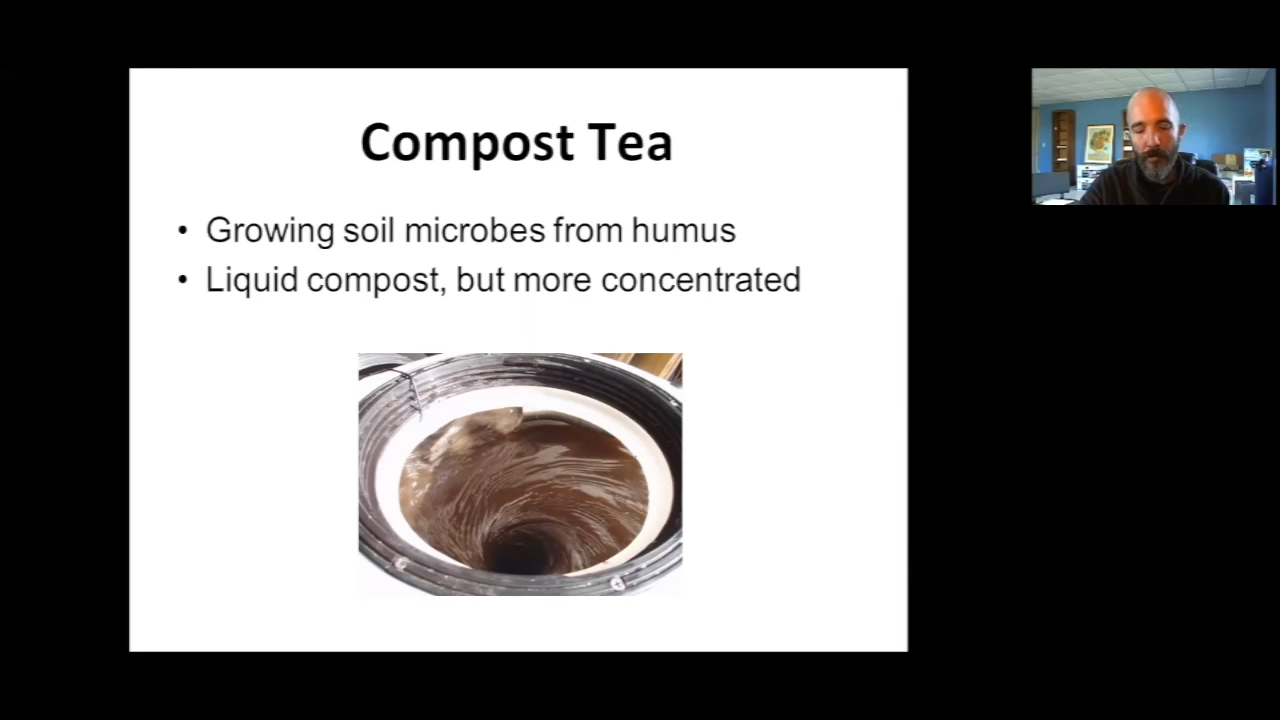 Compost Tea
• Growing soil microbes from humus
• Liquid compost, but more concentrated